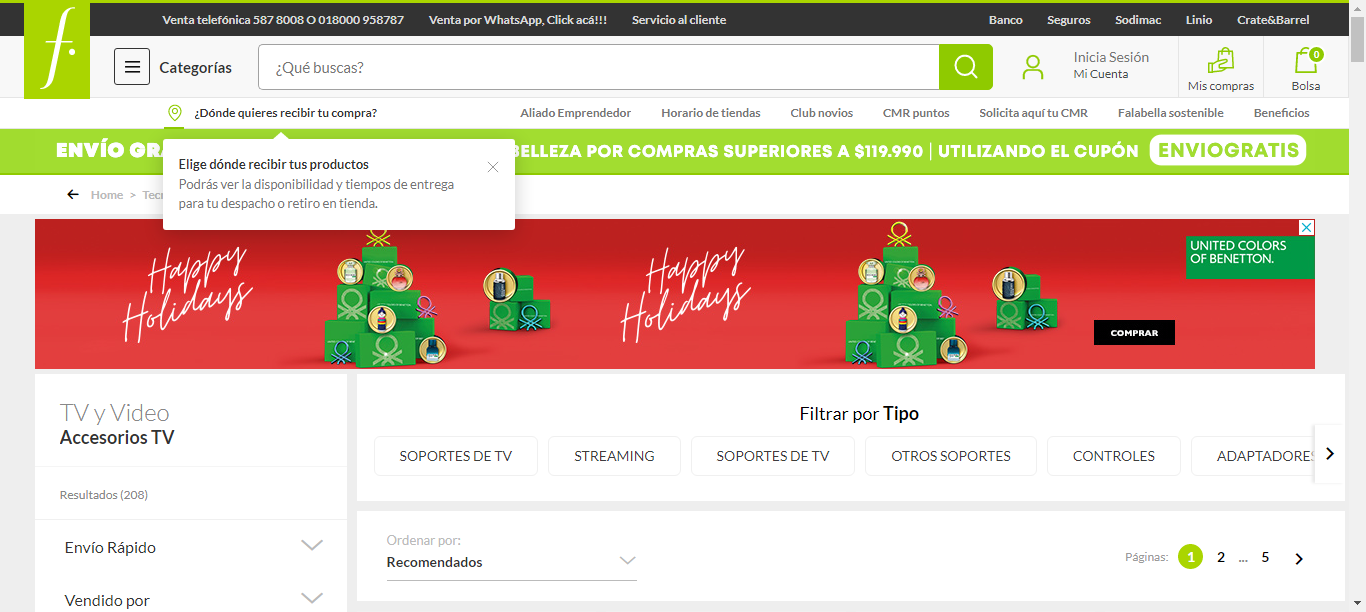 Venta telefónica 587 8008 O 018000 958787 Venta por WhatsApp, Click acá!!! Servicio al cliente Banco Seguros Sodimac Linio Crate&Barrel
f.
Categorías
¿Qué buscas?
Inicia Sesión
Mi Cuenta
Mis compras
0
Bolsa
¿Dónde quieres recibir tu compra? Aliado Emprendedor Horario de tiendas Club novios CMR puntos Solicita aquí tu CMR Falabella sostenible Beneficios
ENVÍO GRA BELLEZA POR COMPRAS SUPERIORES A $119.990 | UTILIZANDO EL CUPÓN ENVIOGRATIS
Elige dónde recibir tus productos
Podrás ver la disponibilidad y tiempos de entrega
para tu despacho o retiro en tienda.
Home > Tec
Happy
Holidays
Happy
Holidays
UNITED COLORS
OF BENETTON.
COMPRAR
TV y Video
Accesorios TV
Resultados (208)
Envío Rápido
Vendido por
Filtrar por Tipo
SOPORTES DE TV STREAMING SOPORTES DE TV OTROS SOPORTES CONTROLES ADAPTADORES
Ordenar por:
Recomendados
Páginas: 1 2 ... 5